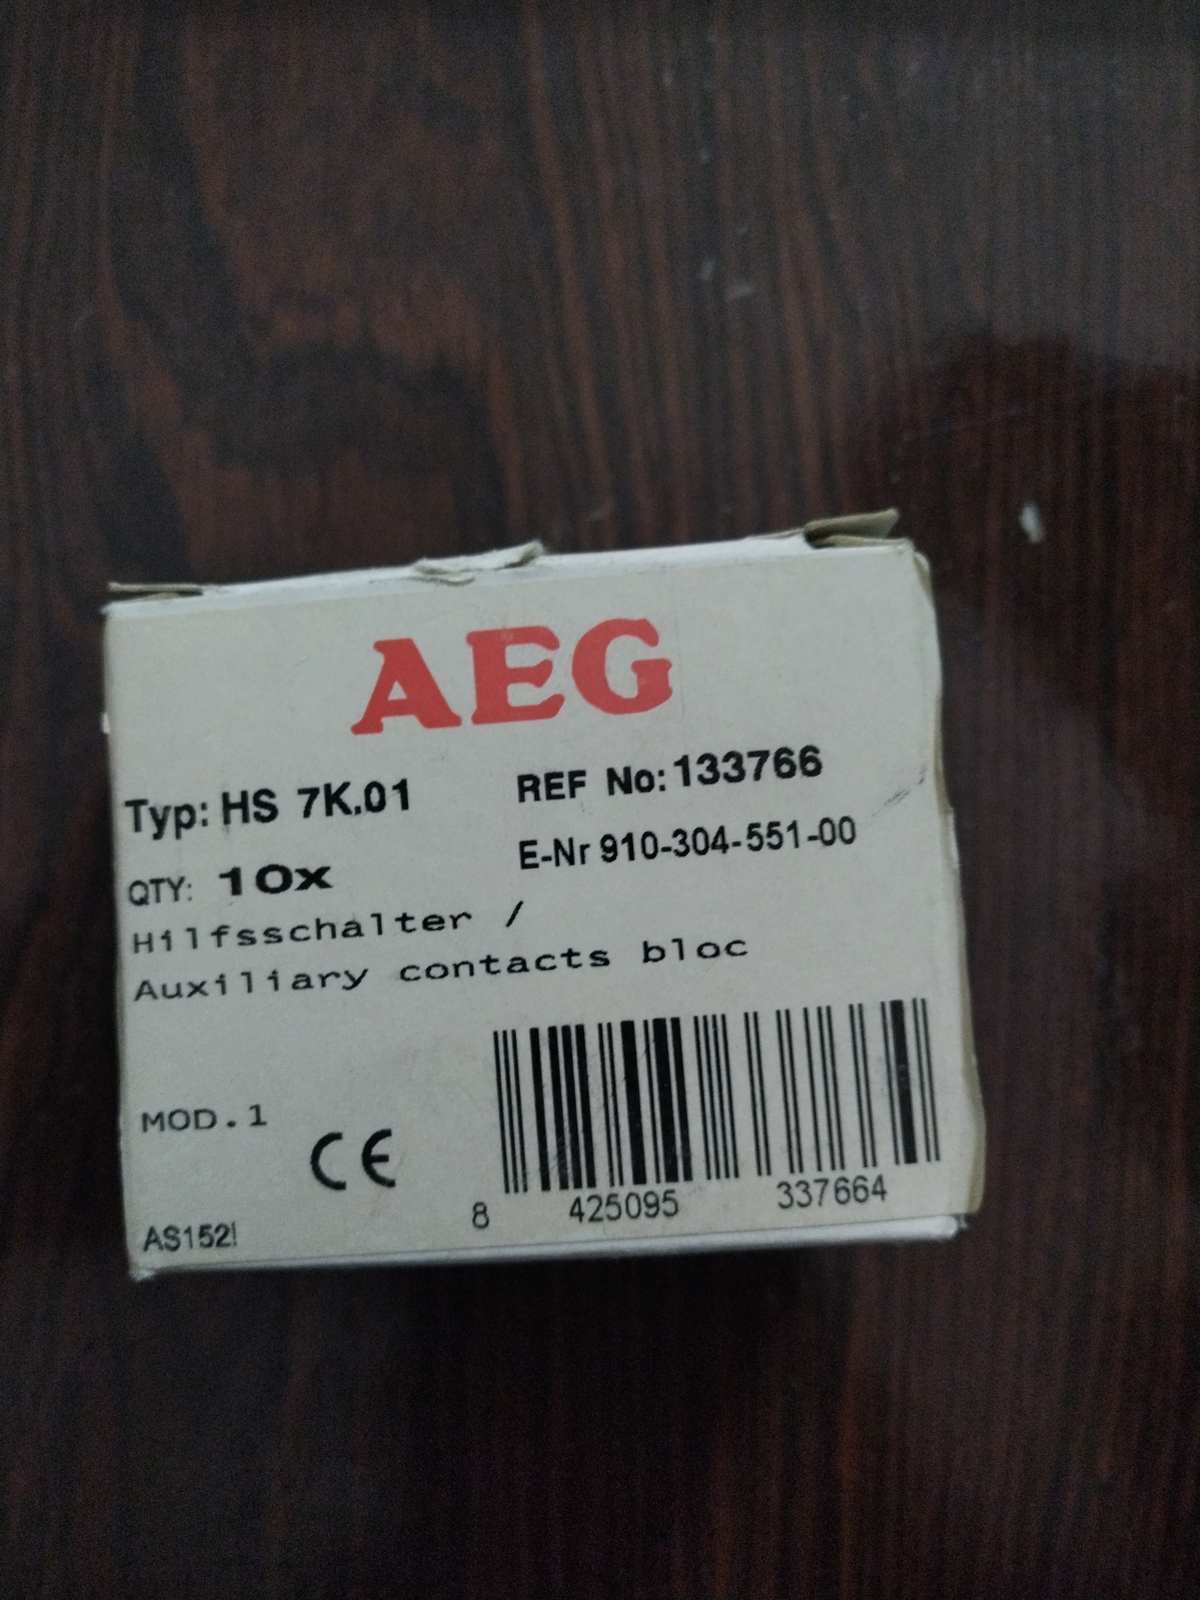 AEG
Typ: HS 7K.01 REF No: 133766
QTY: 10x E-Nr 910-304-551-00
Hilfsschalter /
Auxiliary contacts bloc
MOD.1
CE
8 425095 337664
AS152!